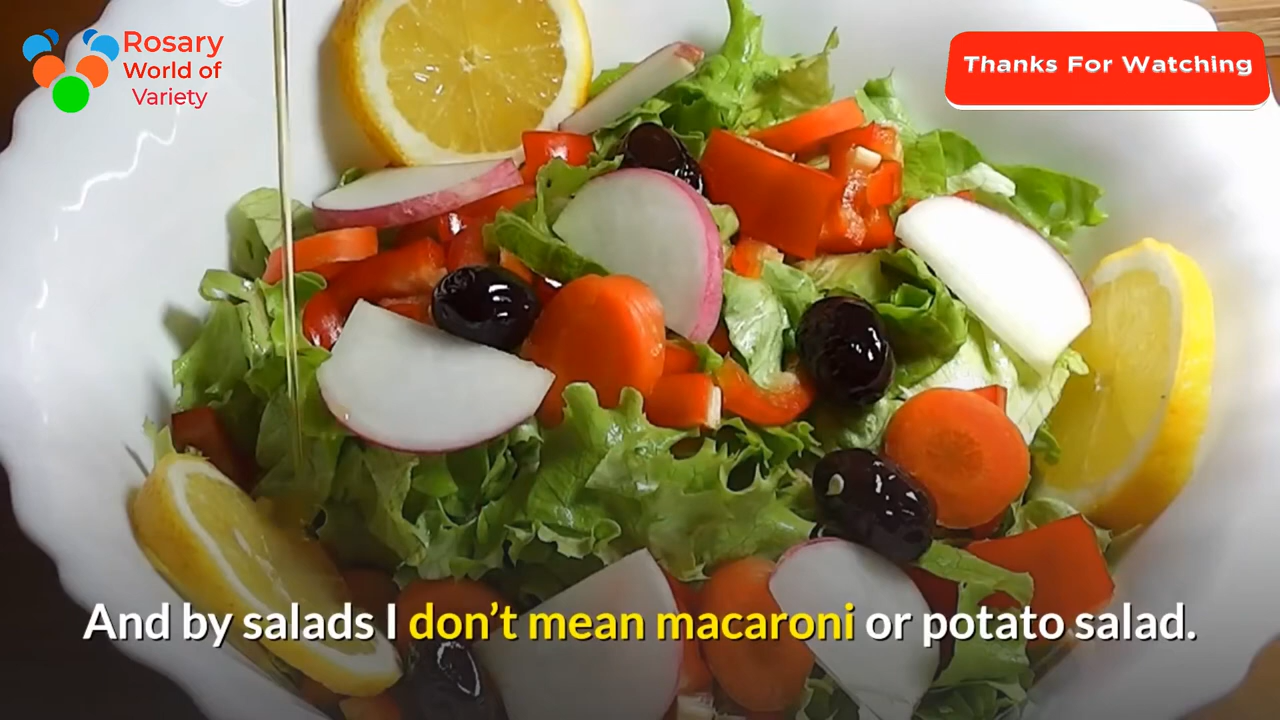 Rosary
World of
Variety
Thanks For Watching
And by salads I don't mean macaroni or potato salad.